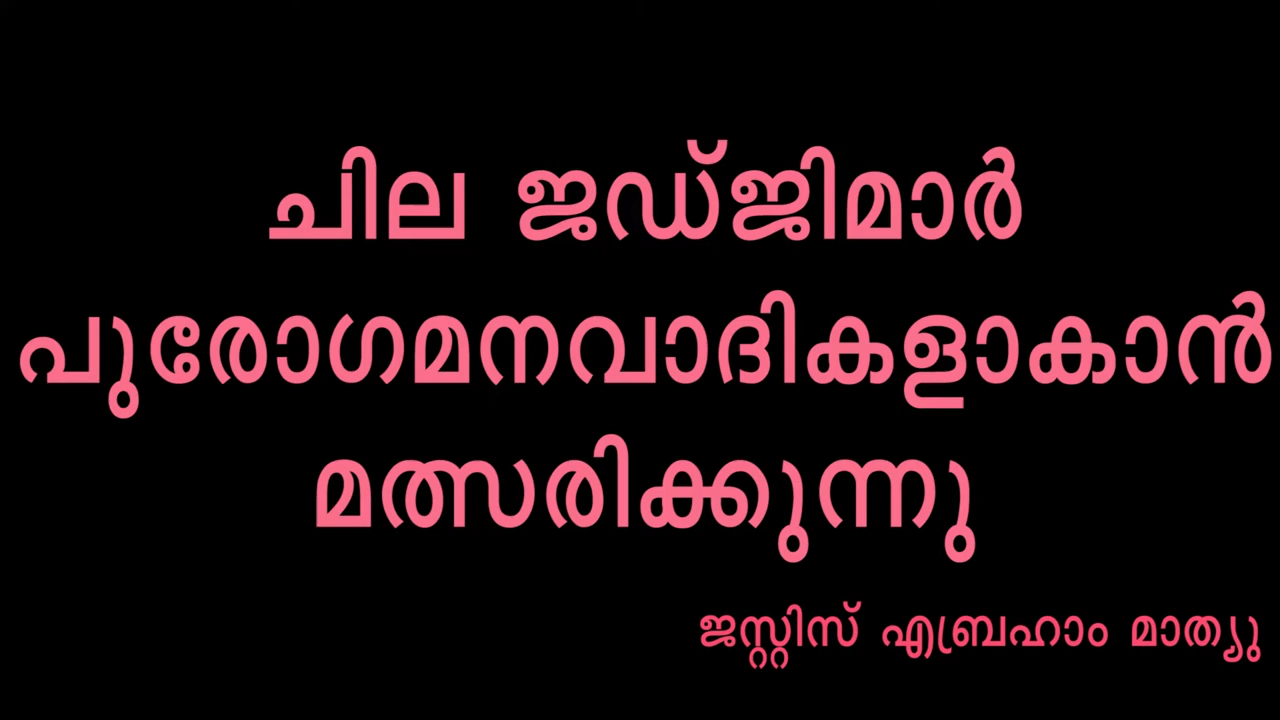 ചില ജഡ്ജിമാർ
പുരോഗമനവാദികളാകാൻ
മത്സരിക്കുന്നു
ജസ്റ്റിസ് എബ്രഹാം മാത്യു